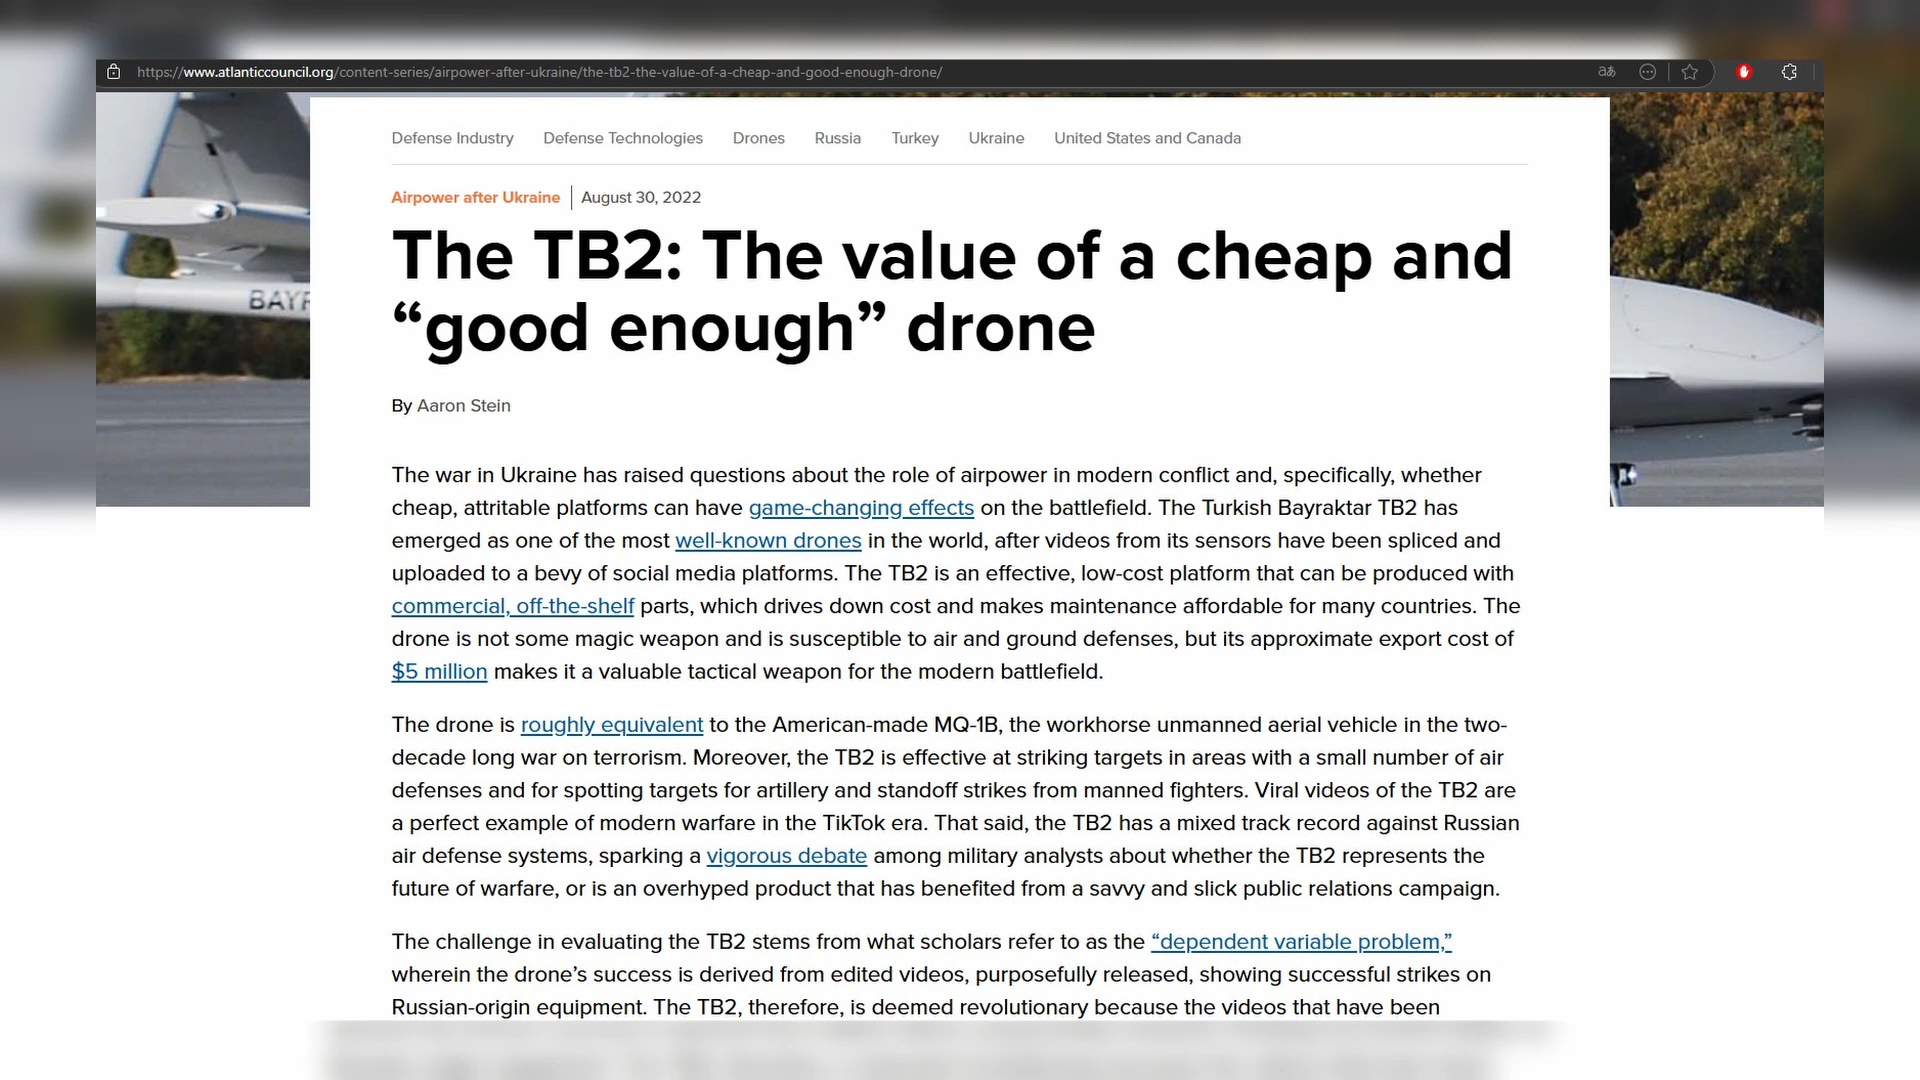 https://www.atlanticcouncil.org/content-series/airpower-after-ukraine/the-tb2-the-value-of-a-cheap-and-good-enough-drone/
aあ
Defense Industry Defense Technologies Drones Russia Turkey Ukraine United States and Canada
Airpower after Ukraine | August 30, 2022
The TB2: The value of a cheap and
“good enough” drone
By Aaron Stein
The war in Ukraine has raised questions about the role of airpower in modern conflict and, specifically, whether
cheap, attritable platforms can have game-changing effects on the battlefield. The Turkish Bayraktar TB2 has
emerged as one of the most well-known drones in the world, after videos from its sensors have been spliced and
uploaded to a bevy of social media platforms. The TB2 is an effective, low-cost platform that can be produced with
commercial, off-the-shelf parts, which drives down cost and makes maintenance affordable for many countries. The
drone is not some magic weapon and is susceptible to air and ground defenses, but its approximate export cost of
$5 million makes it a valuable tactical weapon for the modern battlefield.
The drone is roughly equivalent to the American-made MQ-1B, the workhorse unmanned aerial vehicle in the two-
decade long war on terrorism. Moreover, the TB2 is effective at striking targets in areas with a small number of air
defenses and for spotting targets for artillery and standoff strikes from manned fighters. Viral videos of the TB2 are
a perfect example of modern warfare in the TikTok era. That said, the TB2 has a mixed track record against Russian
air defense systems, sparking a vigorous debate among military analysts about whether the TB2 represents the
future of warfare, or is an overhyped product that has benefited from a savvy and slick public relations campaign.
The challenge in evaluating the TB2 stems from what scholars refer to as the “dependent variable problem,”
wherein the drone’s success is derived from edited videos, purposefully released, showing successful strikes on
Russian-origin equipment. The TB2, therefore, is deemed revolutionary because the videos that have been